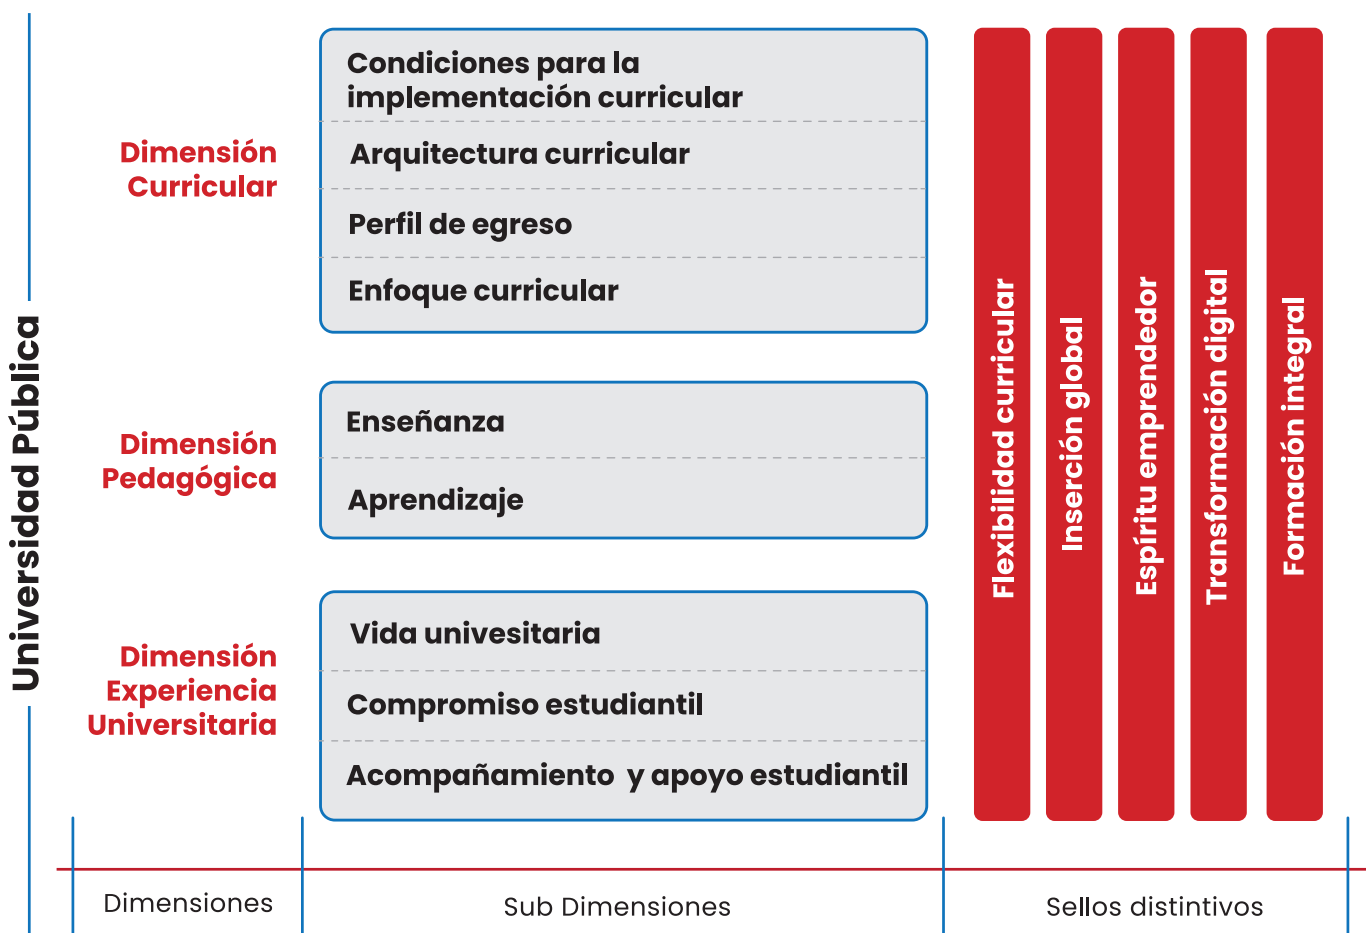 Universidad Pública
Dimensión
Curricular
Condiciones para la
implementación curricular
Arquitectura curricular
Perfil de egreso
Enfoque curricular
Dimensión
Pedagógica
Enseñanza
Aprendizaje
Dimensión
Experiencia
Universitaria
Vida univesitaria
Compromiso estudiantil
Acompañamiento y apoyo estudiantil
Flexibilidad curricular
Inserción global
Espíritu emprendedor
Transformación digital
Formación integral
Dimensiones
Sub Dimensiones
Sellos distintivos